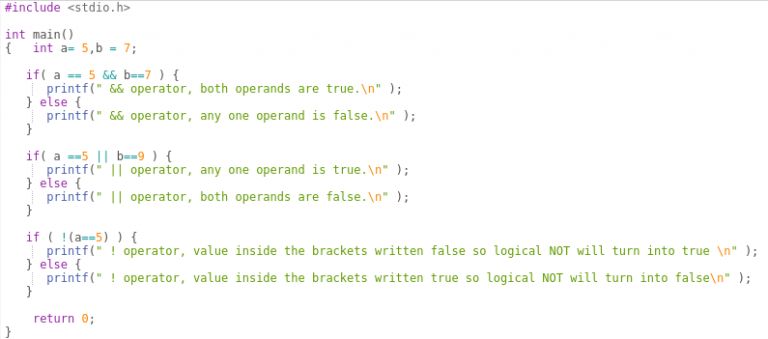 #include <stdio.h>

int main()
{   int a= 5,b = 7;

   if( a == 5 && b==7 ) {
      printf(" && operator, both operands are true.\n" );
   } else {
      printf(" && operator, any one operand is false.\n" );
   }

   if( a ==5 || b==9 ) {
      printf(" || operator, any one operand is true.\n" );
   } else {
      printf(" || operator, both operands are false.\n" );
   }

   if ( !(a==5) ) {
      printf(" ! operator, value inside the brackets written false so logical NOT will turn into true \n" );
   } else {
      printf(" ! operator, value inside the brackets written true so logical NOT will turn into false\n" );
   }

    return 0;
}